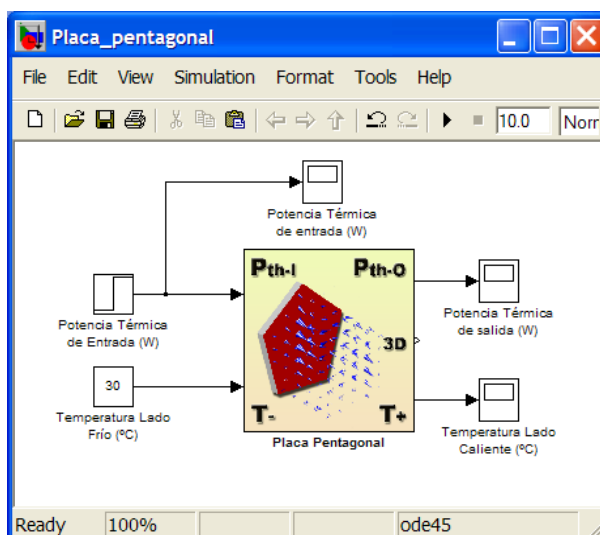 Placa_pentagonal
File Edit View Simulation Format Tools Help
10.0 Norr
Potencia Térmica
de entrada (W)
Pth-I Pth-O
Potencia Térmica
de Entrada (W)
Potencia Térmica
de salida (W)
3D
30
T- T+
Temperatura Lado
Frío (ºC)
Placa Pentagonal
Temperatura Lado
Caliente (ºC)
Ready 100% ode45